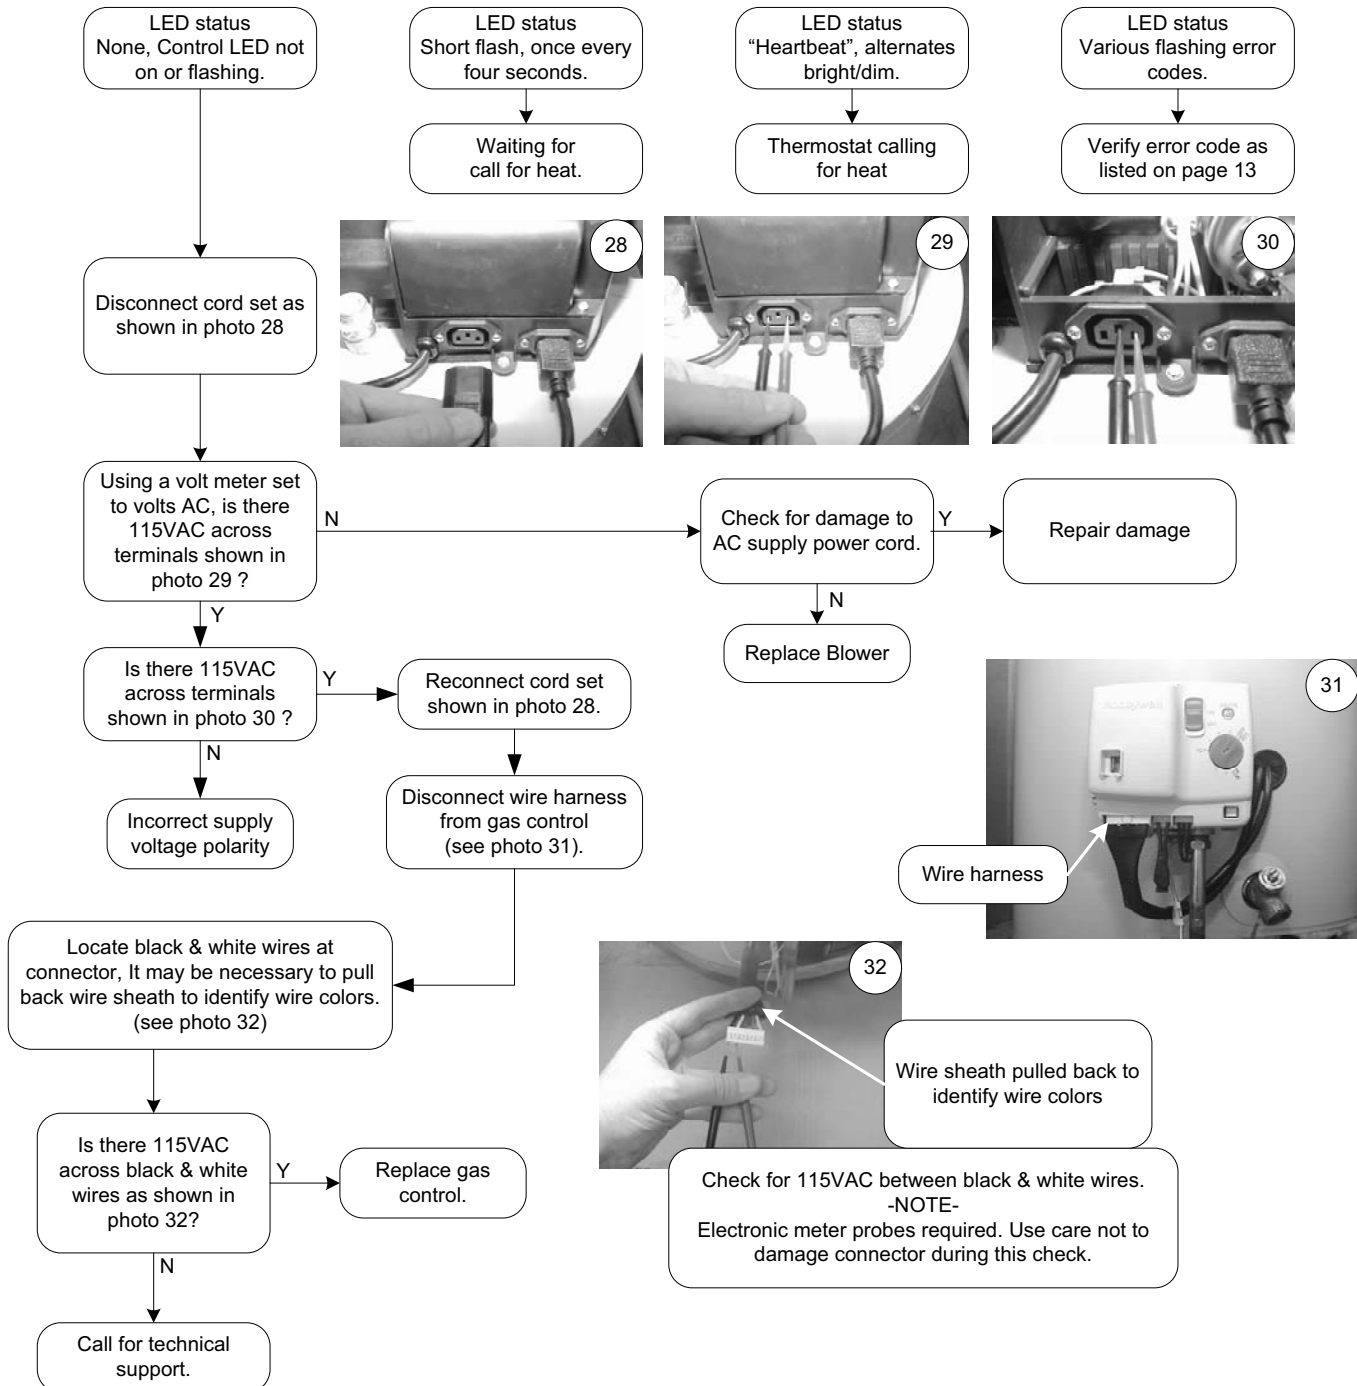 LED status
None, Control LED not
on or flashing.
LED status
Short flash, once every
four seconds.
LED status
“Heartbeat”, alternates
bright/dim.
LED status
Various flashing error
codes.
Waiting for
call for heat.
Thermostat calling
for heat
Verify error code as
listed on page 13
28
29
30
Disconnect cord set as
shown in photo 28
Using a volt meter set
to volts AC, is there
115VAC across
terminals shown in
photo 29 ?
N
Check for damage to
AC supply power cord.
Y
Repair damage
Y
N
Replace Blower
Is there 115VAC
across terminals
shown in photo 30 ?
Y
Reconnect cord set
shown in photo 28.
N
Incorrect supply
voltage polarity
Disconnect wire harness
from gas control
(see photo 31).
31
Wire harness
Locate black & white wires at
connector, It may be necessary to pull
back wire sheath to identify wire colors.
(see photo 32)
32
Wire sheath pulled back to
identify wire colors
Is there 115VAC
across black & white
wires as shown in
photo 32?
Y
Replace gas
control.
Check for 115VAC between black & white wires.
-NOTE-
Electronic meter probes required. Use care not to
damage connector during this check.
N
Call for technical
support.